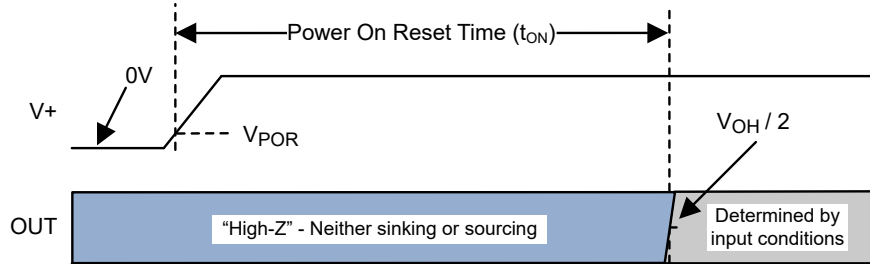 Power On Reset Time (tON)
0V
V+
VPOR
VOH / 2
OUT
“High-Z” - Neither sinking or sourcing
Determined by
input conditions